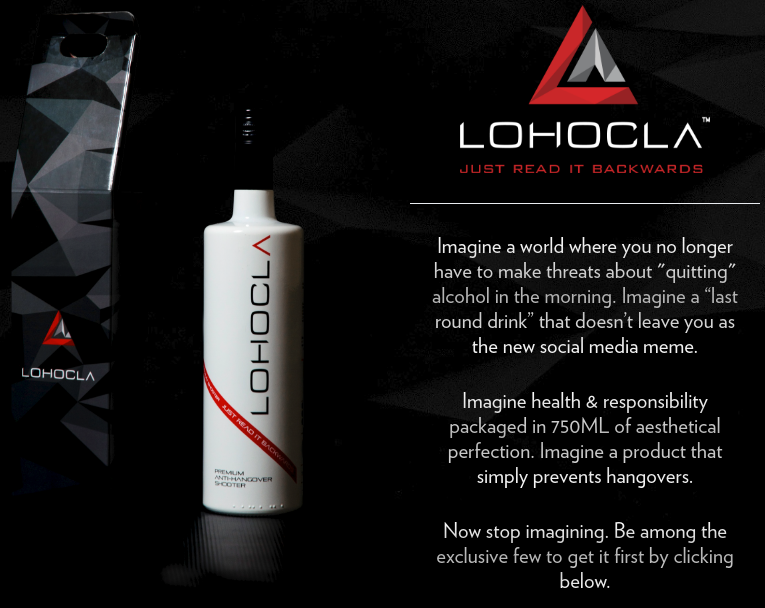 LOHOCLA™
JUST READ IT BACKWARDS
Imagine a world where you no longer
have to make threats about "quitting"
alcohol in the morning. Imagine a “last
round drink” that doesn’t leave you as
the new social media meme.
Imagine health & responsibility
packaged in 750ML of aesthetical
perfection. Imagine a product that
simply prevents hangovers.
Now stop imagining. Be among the
exclusive few to get it first by clicking
below.
LOHOCLA
LOHOCLA
JUST READ IT BACKWARDS
PREMIUM
ANTI-HANGOVER
SHOOTER